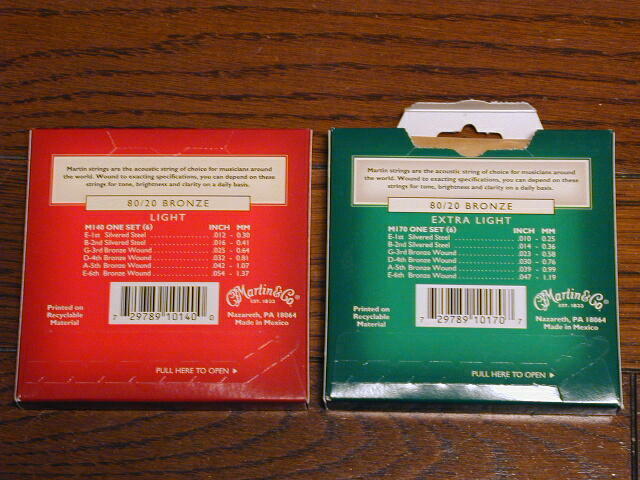 Martin strings are the acoustic string of choice for musicians around
the world. Wound to exacting specifications, you can depend on these
strings for tone, brightness and clarity on a daily basis.
80/20 BRONZE
LIGHT
M140 ONE SET (6) INCH MM
E-1st Silvered Steel .012 - 0.30
B-2nd Silvered Steel .016 - 0.41
G-3rd Bronze Wound .025 - 0.64
D-4th Bronze Wound .032 - 0.81
A-5th Bronze Wound .042 - 1.07
E-6th Bronze Wound .054 - 1.37
7 29789 10140 0
Martin & Co
EST. 1833
Printed on
Recyclable
Material
Nazareth, PA 18064
Made in Mexico
PULL HERE TO OPEN
Martin strings are the acoustic string of choice for musicians around
the world. Wound to exacting specifications, you can depend on these
strings for tone, brightness and clarity on a daily basis.
80/20 BRONZE
EXTRA LIGHT
M170 ONE SET (6) INCH MM
E-1st Silvered Steel .010 - 0.25
B-2nd Silvered Steel .014 - 0.36
G-3rd Bronze Wound .023 - 0.58
D-4th Bronze Wound .030 - 0.76
A-5th Bronze Wound .039 - 0.99
E-6th Bronze Wound .047 - 1.19
7 29789 10170 7
Martin & Co
EST. 1833
Printed on
Recyclable
Material
Nazareth, PA 18064
Made in Mexico
PULL HERE TO OPEN